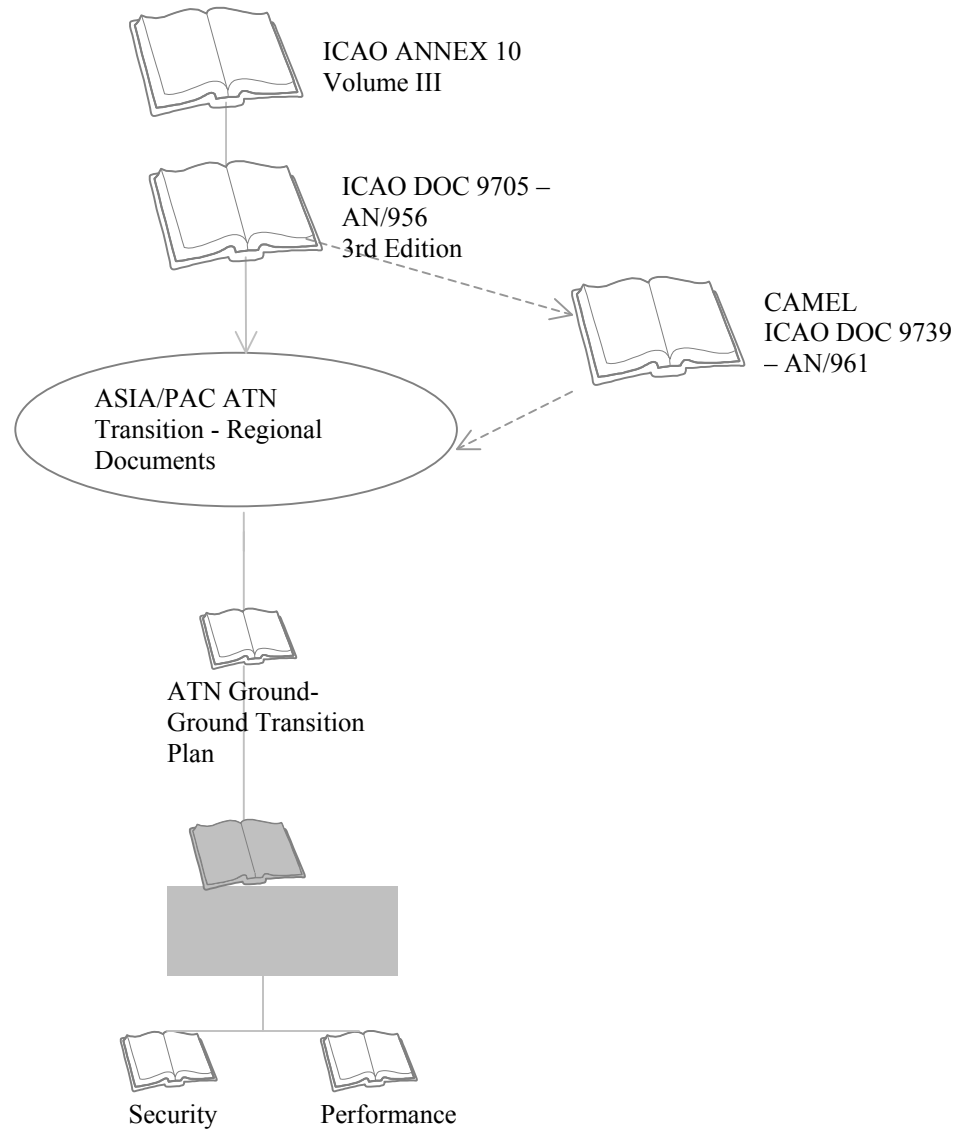 ICAO ANNEX 10
Volume III
ICAO DOC 9705 –
AN/956
3rd Edition
CAMEL
ICAO DOC 9739
– AN/961
ASIA/PAC ATN
Transition - Regional
Documents
ATN Ground-
Ground Transition
Plan
Security
Performance